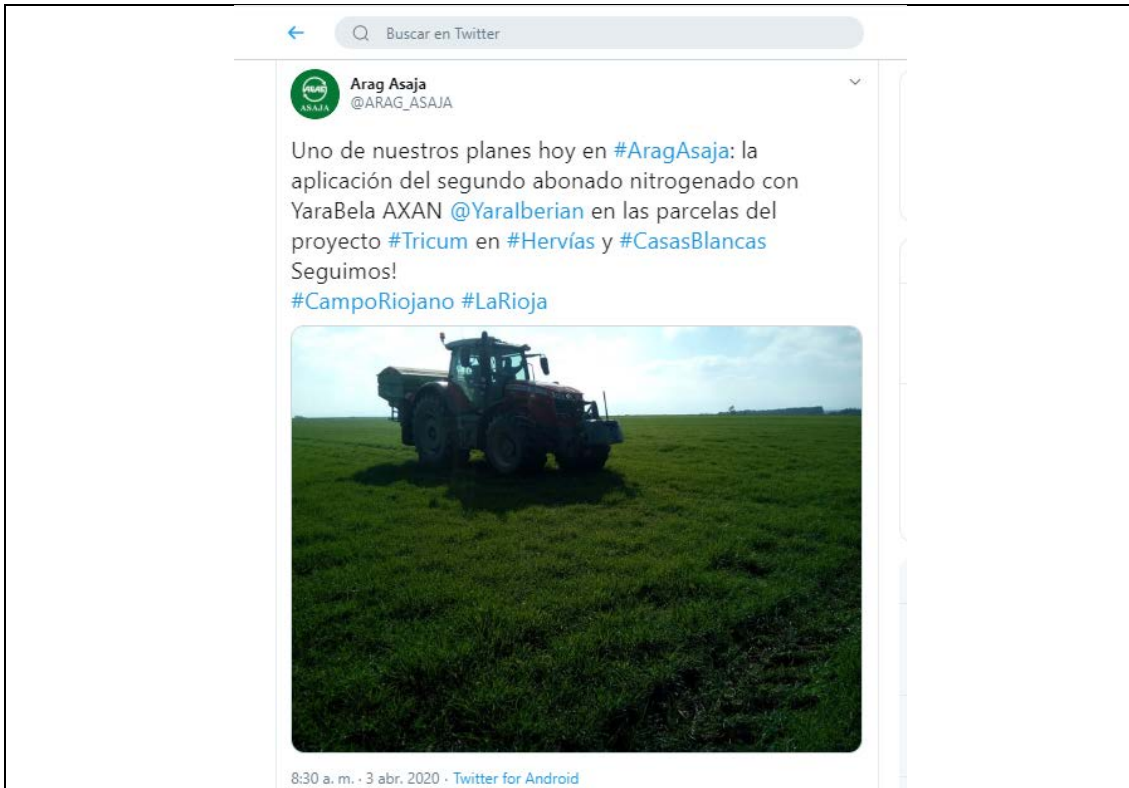 Buscar en Twitter
Arag Asaja
@ARAG_ASAJA
ARAG
ASAJA
Uno de nuestros planes hoy en #AragAsaja: la
aplicación del segundo abonado nitrogenado con
YaraBela AXAN @YaraIberian en las parcelas del
proyecto #Tricum en #Hervías y #CasasBlancas
Seguimos!
#CampoRiojano #LaRioja
8:30 a. m. · 3 abr. 2020 · Twitter for Android